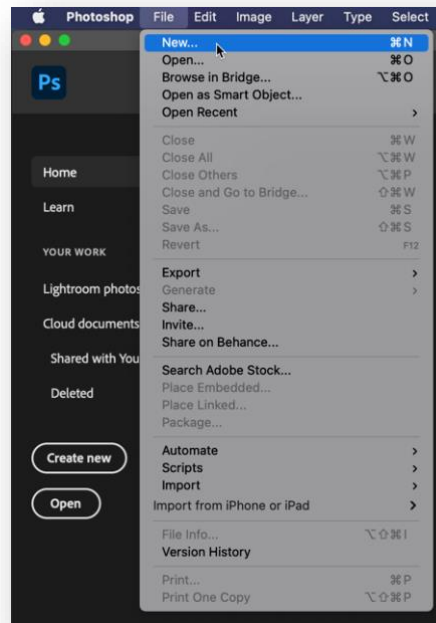 Photoshop File Edit Image Layer Type Select
Ps
Home
Learn
YOUR WORK
Lightroom photos
Cloud documents
Shared with You
Deleted
Create new
Open
New... ⌘N
Open... ⌘O
Browse in Bridge... ⌥⌘O
Open as Smart Object...
Open Recent >
Close ⌘W
Close All ⌥⌘W
Close Others ⌥⌘P
Close and Go to Bridge... ⇧⌘W
Save ⌘S
Save As... ⇧⌘S
Revert F12
Export >
Generate >
Share...
Invite...
Share on Behance...
Search Adobe Stock...
Place Embedded...
Place Linked...
Package...
Automate >
Scripts >
Import >
Import from iPhone or iPad >
File Info... ⌥⇧⌘I
Version History
Print... ⌘P
Print One Copy ⌥⇧⌘P